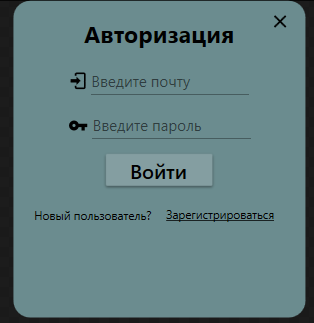 Авторизация
Введите почту
Введите пароль
Войти
Новый пользователь? Зарегистрироваться